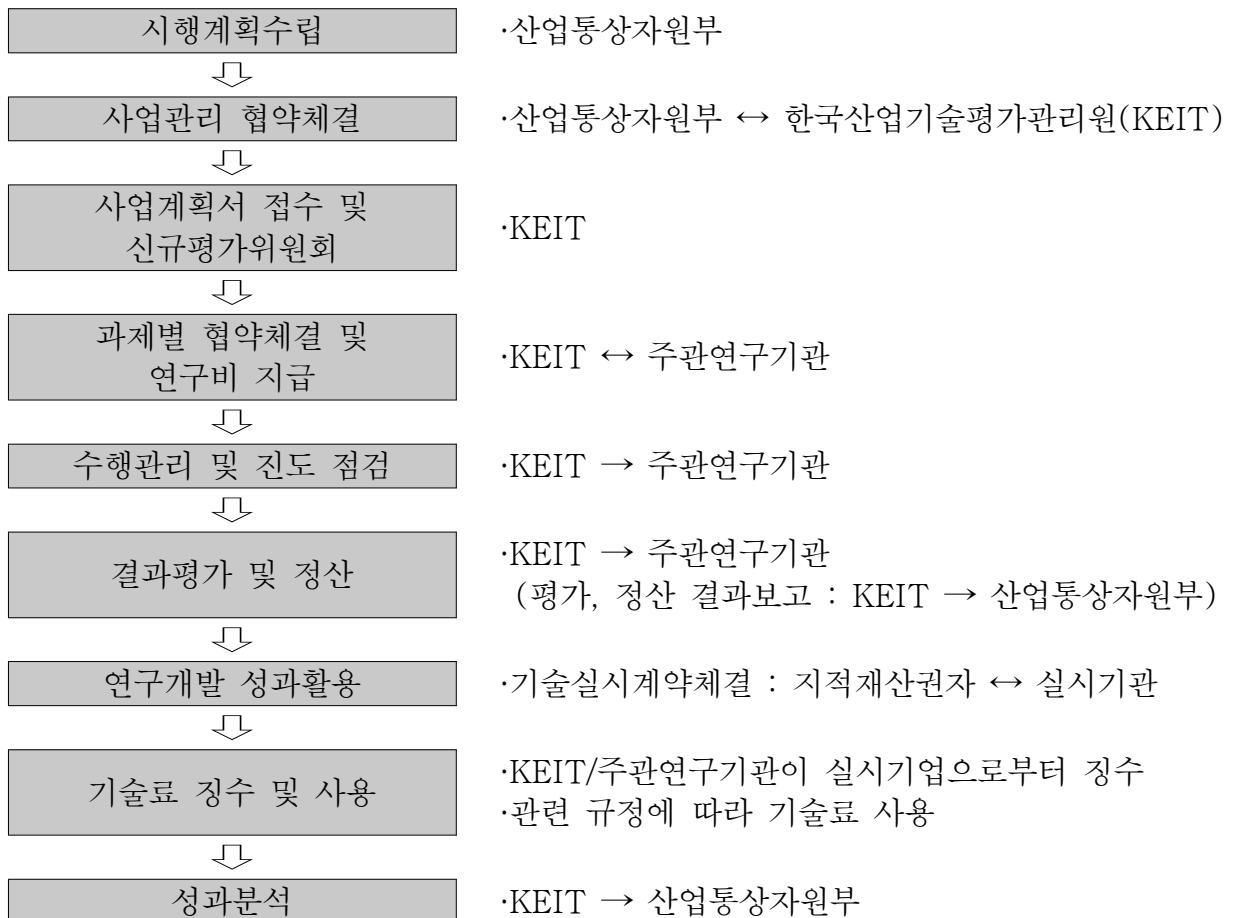 시행계획수립 ·산업통상자원부
사업관리 협약체결 ·산업통상자원부 ↔ 한국산업기술평가관리원(KEIT)
사업계획서 접수 및
신규평가위원회
·KEIT
과제별 협약체결 및
연구비 지급
·KEIT ↔ 주관연구기관
수행관리 및 진도 점검 ·KEIT → 주관연구기관
결과평가 및 정산
·KEIT → 주관연구기관
(평가, 정산 결과보고 : KEIT → 산업통상자원부)
연구개발 성과활용 ·기술실시계약체결 : 지적재산권자 ↔ 실시기관
기술료 징수 및 사용
·KEIT/주관연구기관이 실시기업으로부터 징수
·관련 규정에 따라 기술료 사용
성과분석 ·KEIT → 산업통상자원부